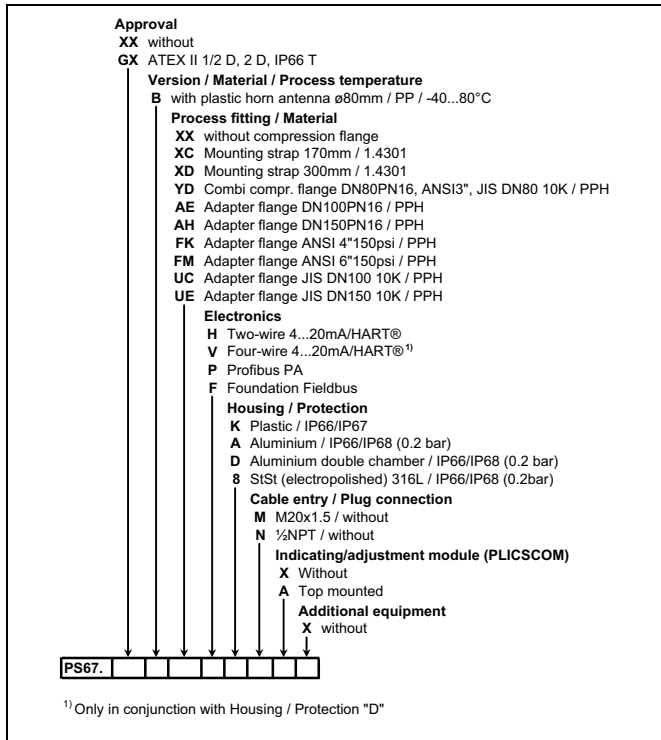 Approval
XX without
GX ATEX II 1/2 D, 2 D, IP66 T
Version / Material / Process temperature
B with plastic horn antenna ø80mm / PP / -40...80°C
Process fitting / Material
XX without compression flange
XC Mounting strap 170mm / 1.4301
XD Mounting strap 300mm / 1.4301
YD Combi compr. flange DN80PN16, ANSI3", JIS DN80 10K / PPH
AE Adapter flange DN100PN16 / PPH
AH Adapter flange DN150PN16 / PPH
FK Adapter flange ANSI 4"150psi / PPH
FM Adapter flange ANSI 6"150psi / PPH
UC Adapter flange JIS DN100 10K / PPH
UE Adapter flange JIS DN150 10K / PPH
Electronics
H Two-wire 4...20mA/HART®
V Four-wire 4...20mA/HART® 1)
P Profibus PA
F Foundation Fieldbus
Housing / Protection
K Plastic / IP66/IP67
A Aluminium / IP66/IP68 (0.2 bar)
D Aluminium double chamber / IP66/IP68 (0.2 bar)
8 StSt (electropolished) 316L / IP66/IP68 (0.2bar)
Cable entry / Plug connection
M M20x1.5 / without
N ½NPT / without
Indicating/adjustment module (PLICSCOM)
X Without
A Top mounted
Additional equipment
X without
PS67.
1) Only in conjunction with Housing / Protection "D"